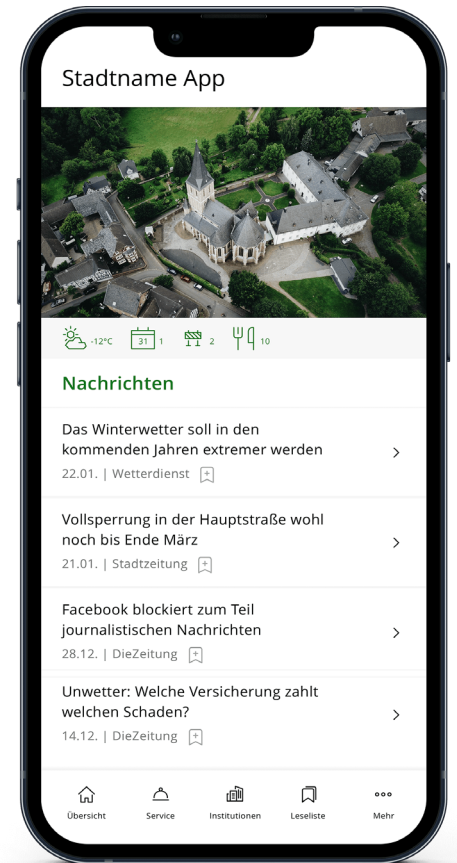 Stadtname App
-12°C 31 1 2 10
Nachrichten
Das Winterwetter soll in den
kommenden Jahren extremer werden
22.01. | Wetterdienst
Vollsperrung in der Hauptstraße wohl
noch bis Ende März
21.01. | Stadtzeitung
Facebook blockiert zum Teil
journalistischen Nachrichten
28.12. | DieZeitung
Unwetter: Welche Versicherung zahlt
welchen Schaden?
14.12. | DieZeitung
Übersicht Service Institutionen Leseliste Mehr